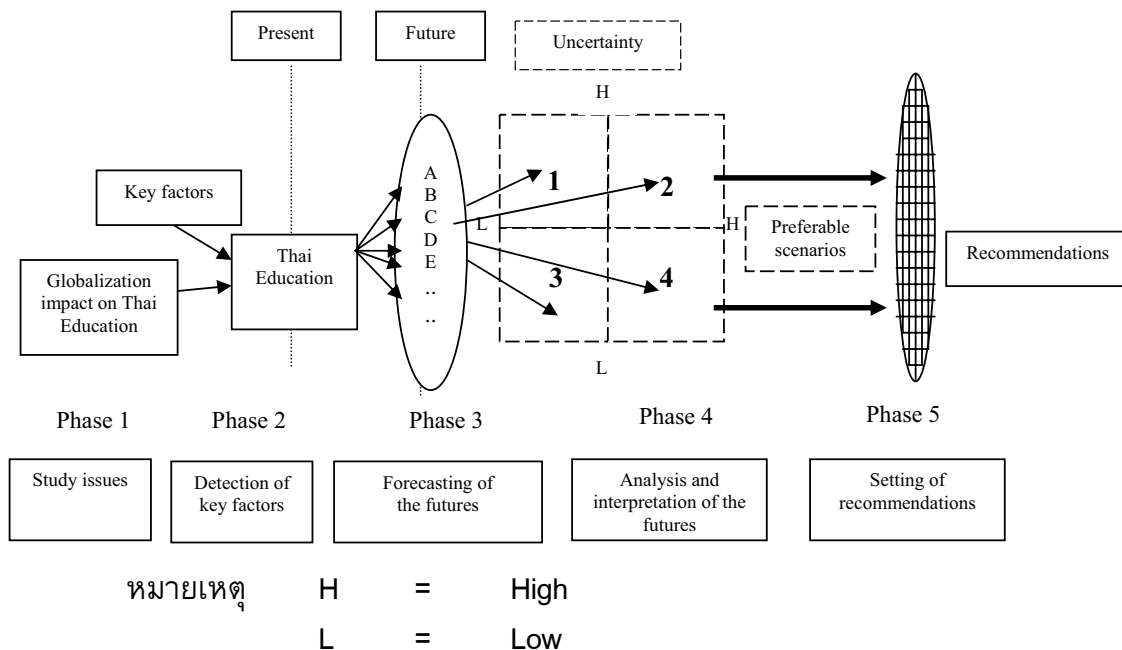 Present
Future
Uncertainty
H
Key factors
Globalization
impact on Thai
Education
Thai
Education
A
B
C
D
E
..
..
1
2
L
H
3
4
L
Preferable
scenarios
Recommendations
Phase 1
Phase 2
Phase 3
Phase 4
Phase 5
Study issues
Detection of
key factors
Forecasting of
the futures
Analysis and
interpretation of the
futures
Setting of
recommendations
หมายเหตุ H = High
L = Low